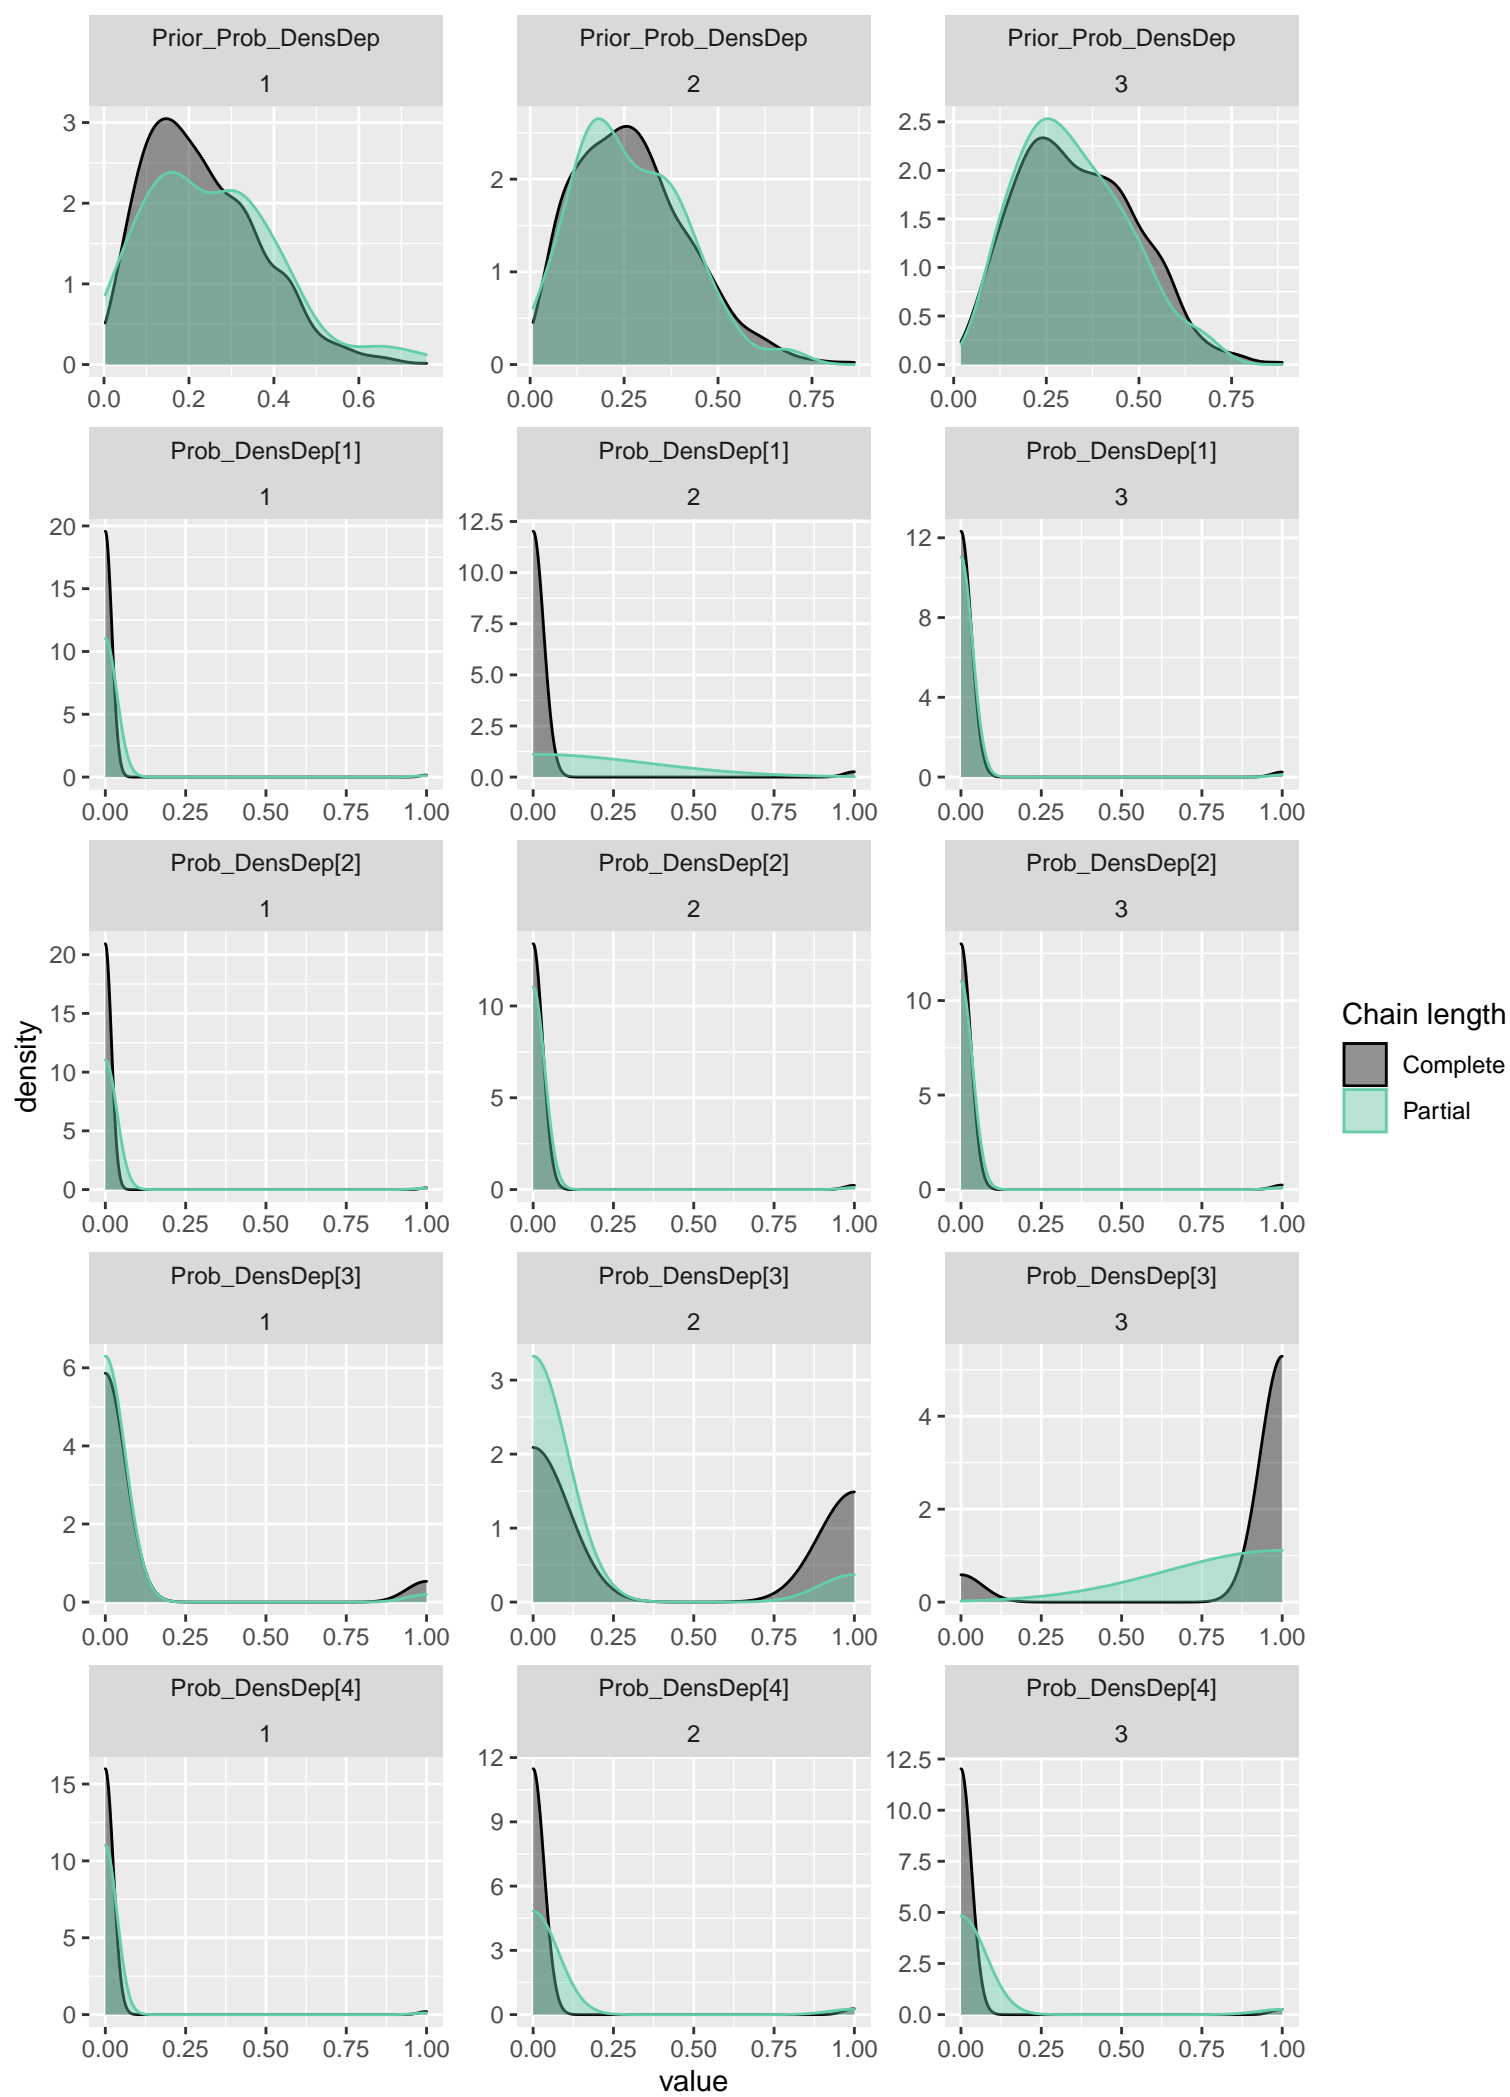 Prior_Prob_DensDep Prior_Prob_DensDep Prior_Prob_DensDep
1 2 3
3 2 1 0
2 1 0
2.5 2.0 1.5 1.0 0.5 0.0
0.0 0.2 0.4 0.6 0.00 0.25 0.50 0.75 0.00 0.25 0.50 0.75
Prob_DensDep[1] Prob_DensDep[1] Prob_DensDep[1]
1 2 3
20 15 10 5 0
12.5 10.0 7.5 5.0 2.5 0.0
12 8 4 0
0.00 0.25 0.50 0.75 1.00 0.00 0.25 0.50 0.75 1.00 0.00 0.25 0.50 0.75 1.00
Prob_DensDep[2] Prob_DensDep[2] Prob_DensDep[2]
1 2 3
20 15 10 5 0
10 5 0
10 5 0
0.00 0.25 0.50 0.75 1.00 0.00 0.25 0.50 0.75 1.00 0.00 0.25 0.50 0.75 1.00
Prob_DensDep[3] Prob_DensDep[3] Prob_DensDep[3]
1 2 3
6 4 2 0
3 2 1 0
4 2 0
0.00 0.25 0.50 0.75 1.00 0.00 0.25 0.50 0.75 1.00 0.00 0.25 0.50 0.75 1.00
Prob_DensDep[4] Prob_DensDep[4] Prob_DensDep[4]
1 2 3
15 10 5 0
12 9 6 3 0
12.5 10.0 7.5 5.0 2.5 0.0
0.00 0.25 0.50 0.75 1.00 0.00 0.25 0.50 0.75 1.00 0.00 0.25 0.50 0.75 1.00
value
density
Chain length
Complete
Partial